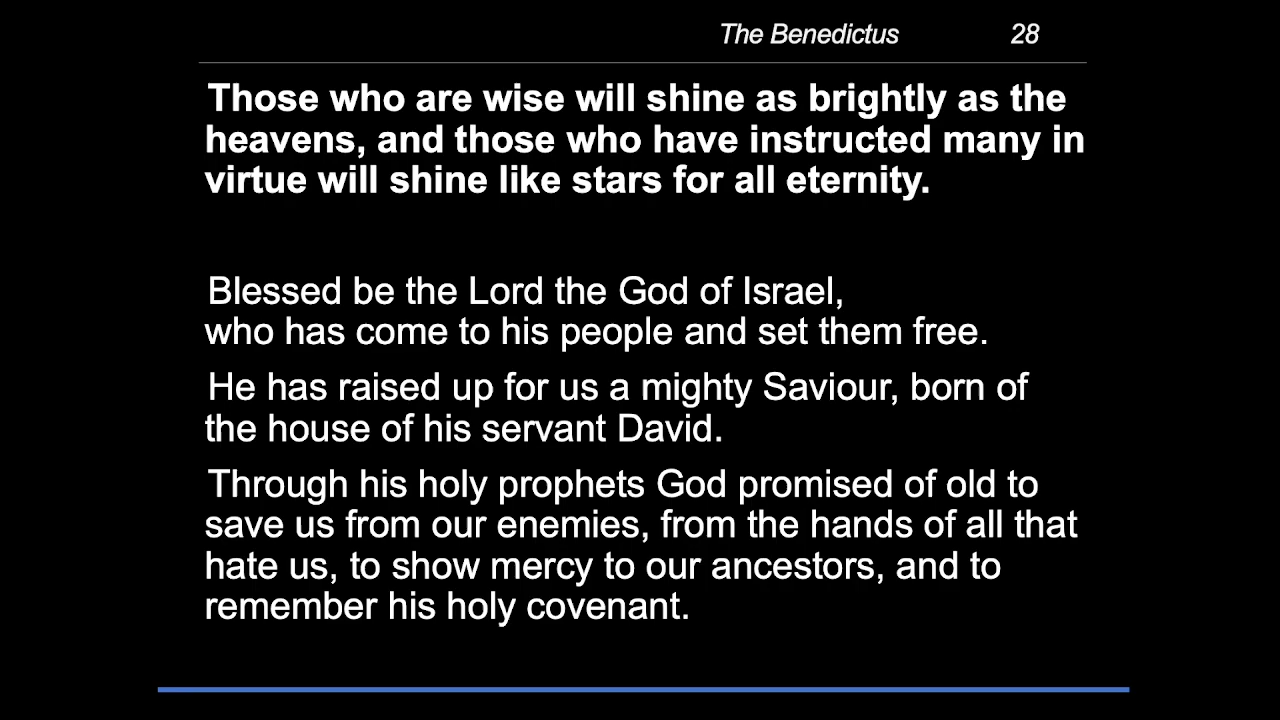 The Benedictus 28
Those who are wise will shine as brightly as the
heavens, and those who have instructed many in
virtue will shine like stars for all eternity.
Blessed be the Lord the God of Israel,
who has come to his people and set them free.
He has raised up for us a mighty Saviour, born of
the house of his servant David.
Through his holy prophets God promised of old to
save us from our enemies, from the hands of all that
hate us, to show mercy to our ancestors, and to
remember his holy covenant.